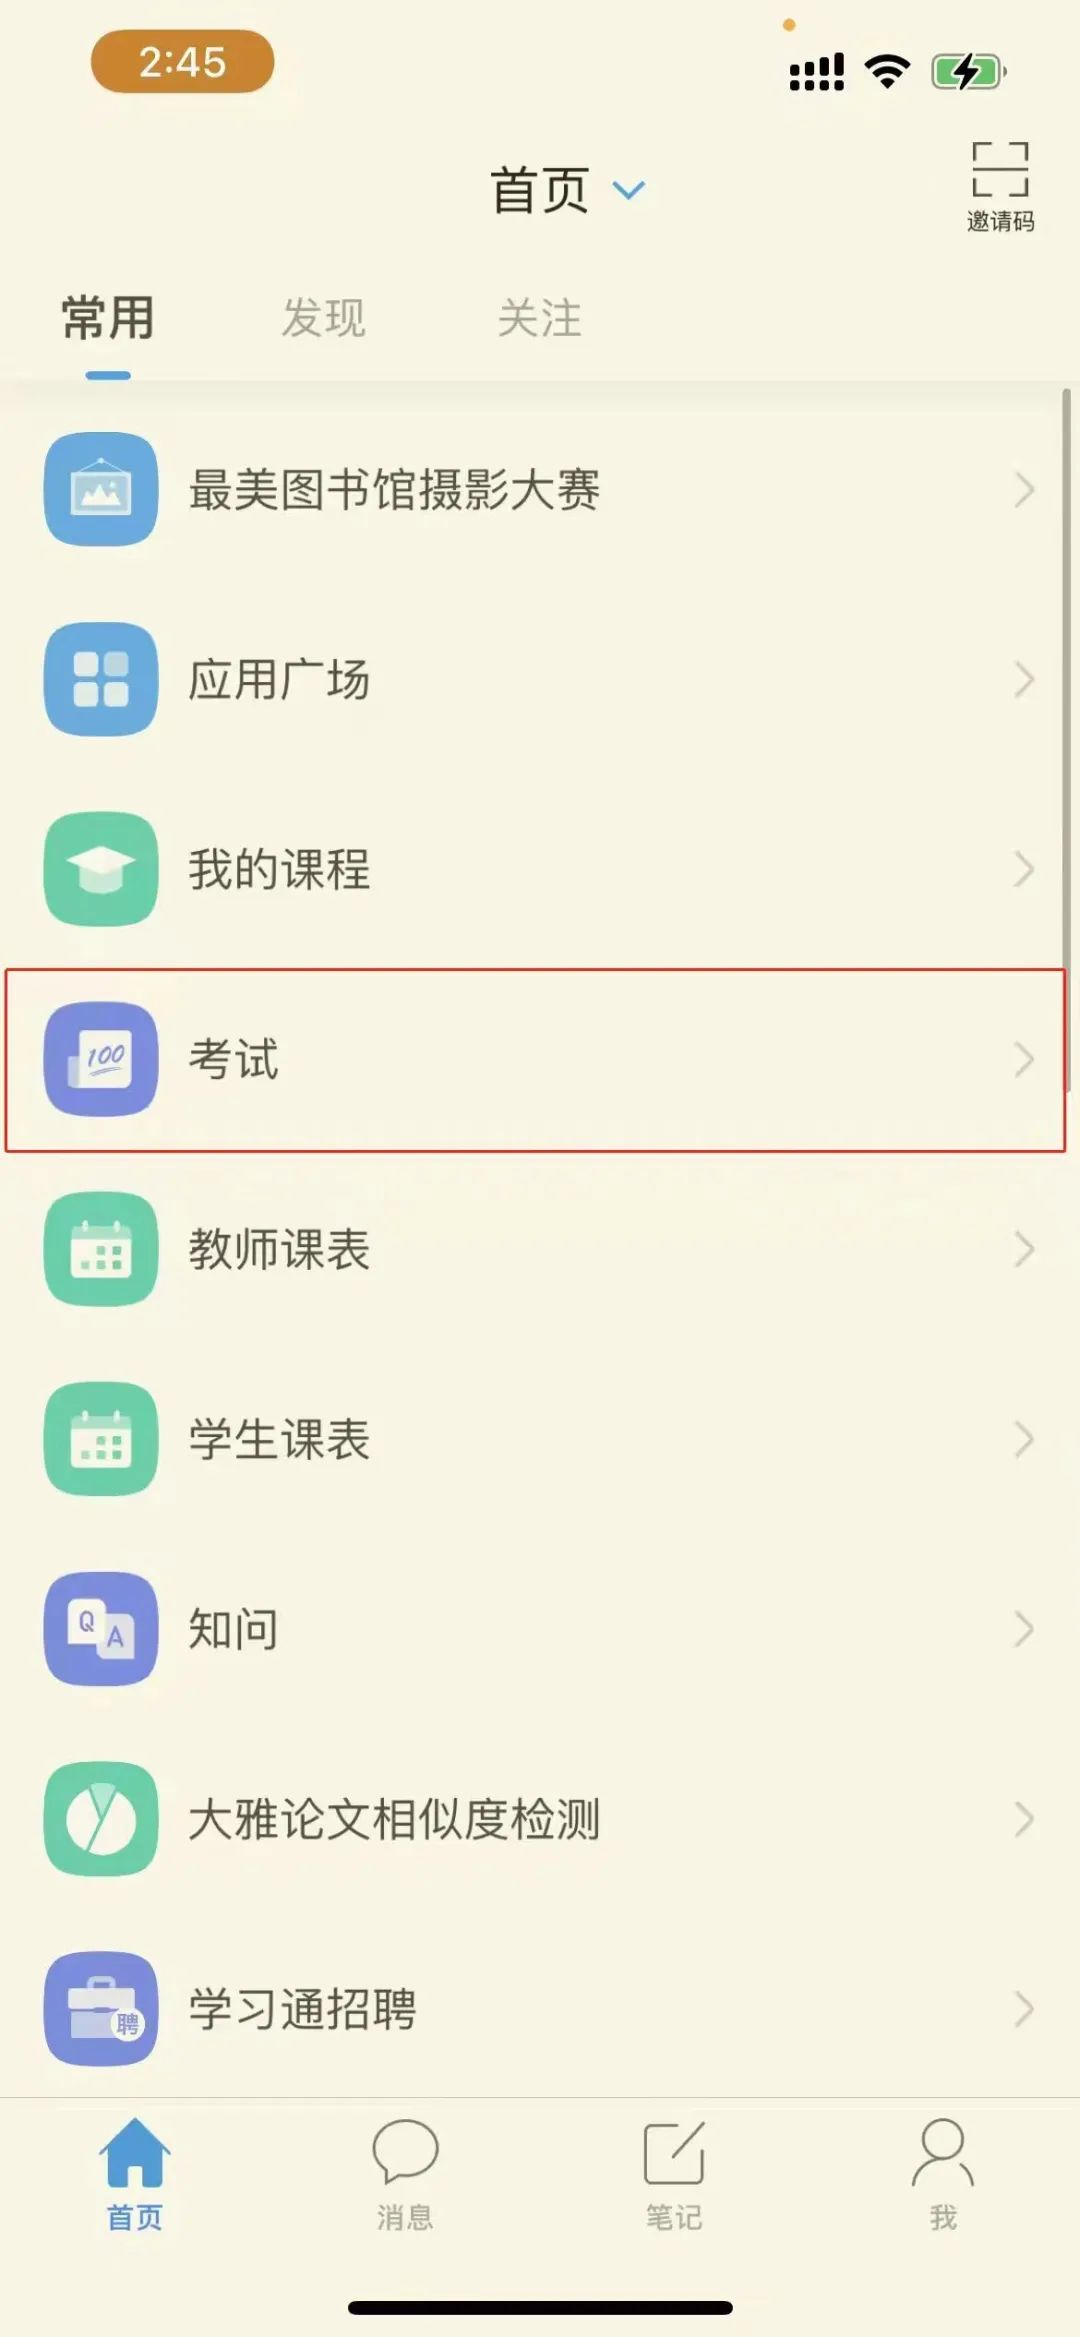 2:45
首页
邀请码
常用
发现
关注
最美图书馆摄影大赛
应用广场
我的课程
100
考试
教师课表
学生课表
Q
A
知问
大雅论文相似度检测
聘
学习通招聘
首页
消息
笔记
我